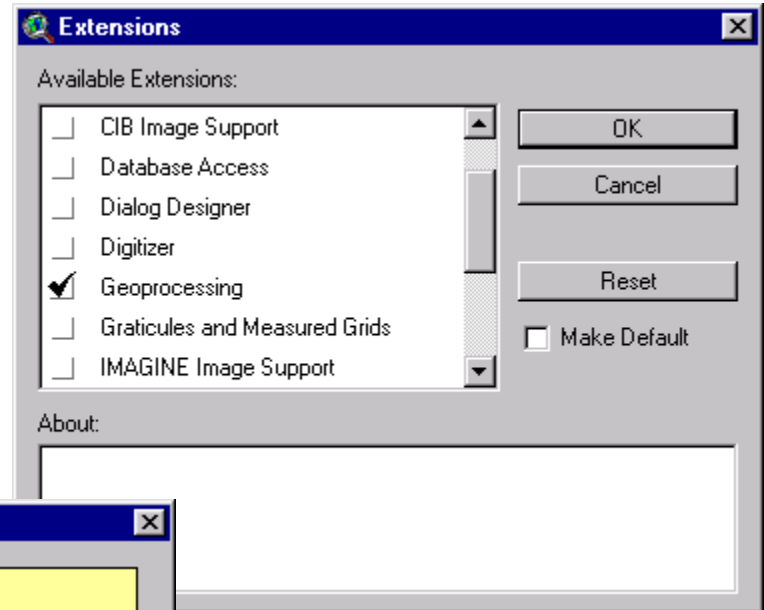 Extensions
Available Extensions:
CIB Image Support
Database Access
Dialog Designer
Digitizer
Geoprocessing
Graticules and Measured Grids
IMAGINE Image Support
OK
Cancel
Reset
Make Default
About: